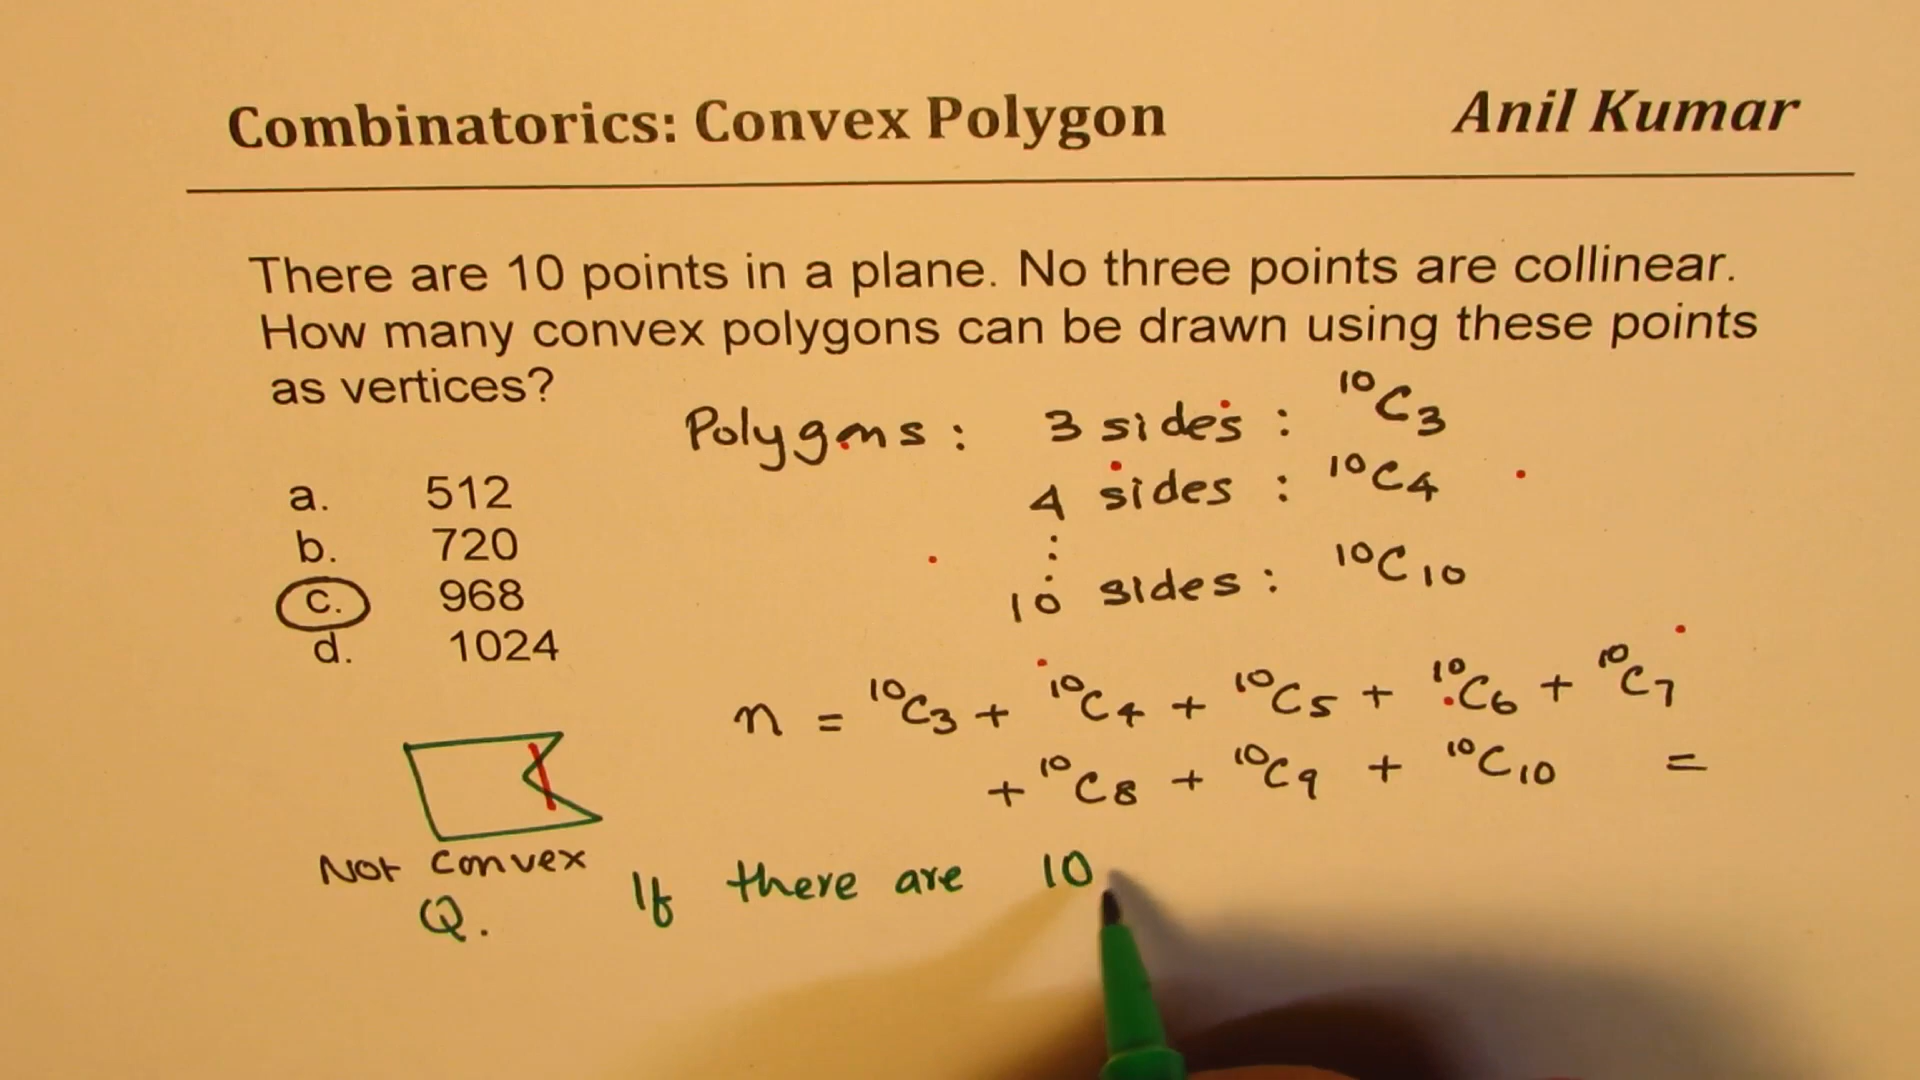 Combinatorics: Convex Polygon Anil Kumar
There are 10 points in a plane. No three points are collinear.
How many convex polygons can be drawn using these points
as vertices?
Polygons : 3 sides : ¹⁰C₃
4 sides : ¹⁰C₄
:
10 sides : ¹⁰C₁₀
a. 512
b. 720
c. 968
d. 1024
n = ¹⁰C₃ + ¹⁰C₄ + ¹⁰C₅ + ¹⁰C₆ + ¹⁰C₇
+ ¹⁰C₈ + ¹⁰C₉ + ¹⁰C₁₀ =
Not convex
Q. If there are 10